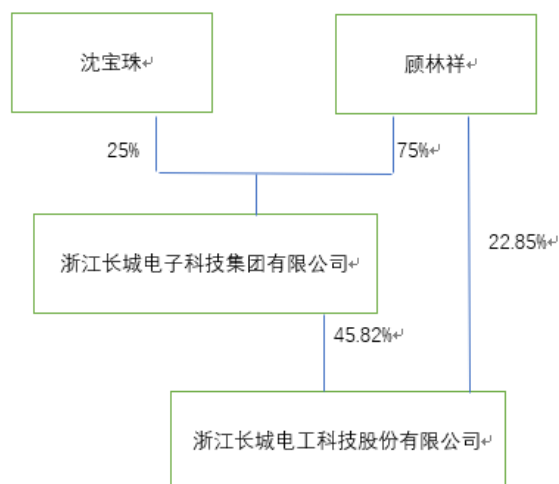 沈宝珠
顾林祥
25%
75%
22.85%
浙江长城电子科技集团有限公司
45.82%
浙江长城电工科技股份有限公司